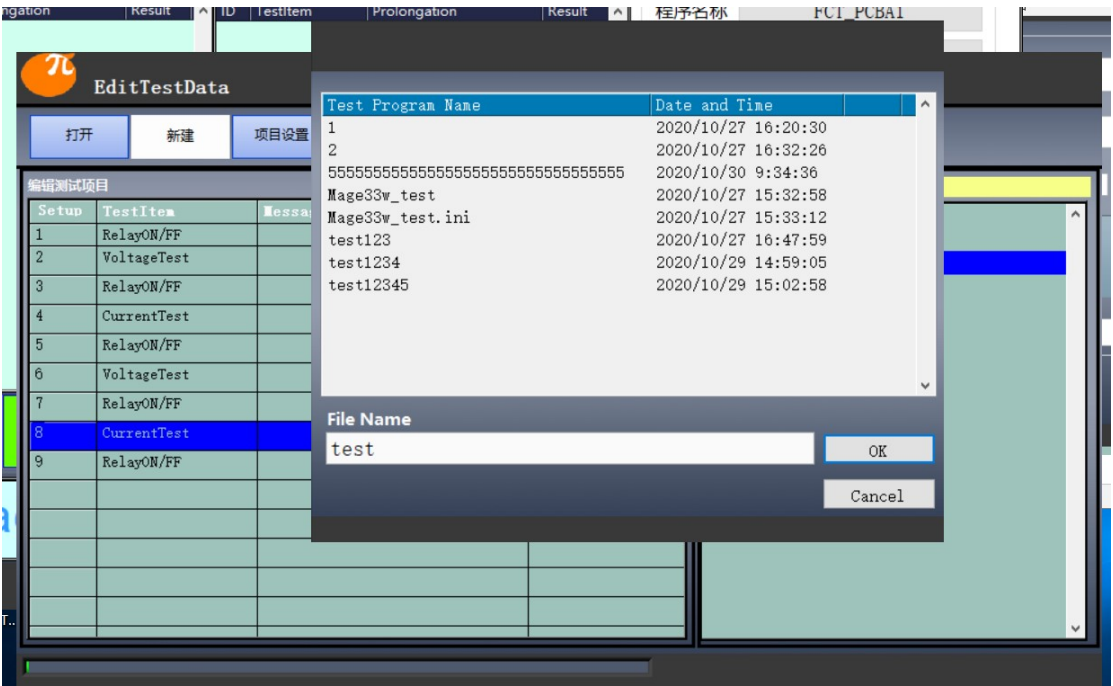 Result ID TestItem Prolongation Result 程序名称 FCT_PCBA1
π
EditTestData
打开 新建 项目设置
编辑测试项目
Setup TestItem
1 RelayON/FF
2 VoltageTest
3 RelayON/FF
4 CurrentTest
5 RelayON/FF
6 VoltageTest
7 RelayON/FF
8 CurrentTest
9 RelayON/FF
Test Program Name Date and Time
1 2020/10/27 16:20:30
2 2020/10/27 16:32:26
555555555555555555555555555555555 2020/10/30 9:34:36
Mage33w_test 2020/10/27 15:32:58
Mage33w_test.ini 2020/10/27 15:33:12
test123 2020/10/27 16:47:59
test1234 2020/10/29 14:59:05
test12345 2020/10/29 15:02:58
File Name
test OK
Cancel